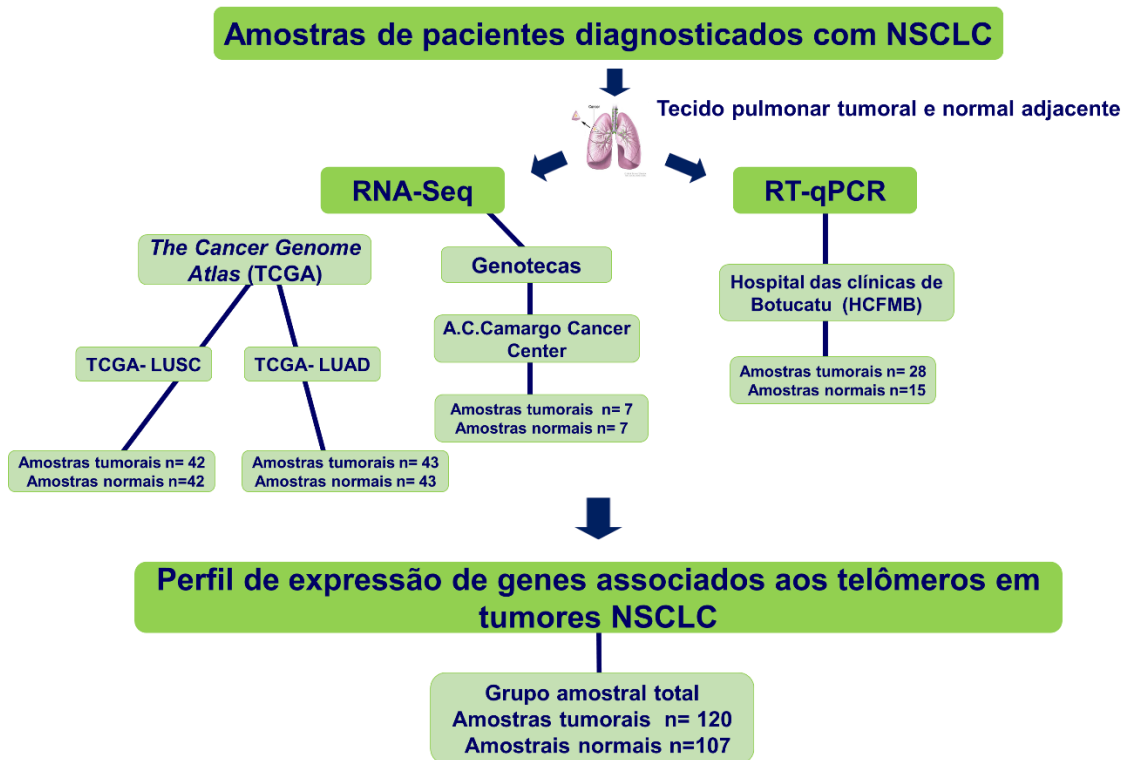 Amostras de pacientes diagnosticados com NSCLC
Tecido pulmonar tumoral e normal adjacente
RNA-Seq
RT-qPCR
The Cancer Genome
Atlas (TCGA)
Genotecas
Hospital das clínicas de
Botucatu (HCFMB)
A.C.Camargo Cancer
Center
TCGA- LUSC
TCGA- LUAD
Amostras tumorais n= 28
Amostras normais n=15
Amostras tumorais n= 7
Amostras normais n= 7
Amostras tumorais n= 42
Amostras normais n=42
Amostras tumorais n= 43
Amostras normais n= 43
Perfil de expressão de genes associados aos telômeros em
tumores NSCLC
Grupo amostral total
Amostras tumorais n= 120
Amostrais normais n=107